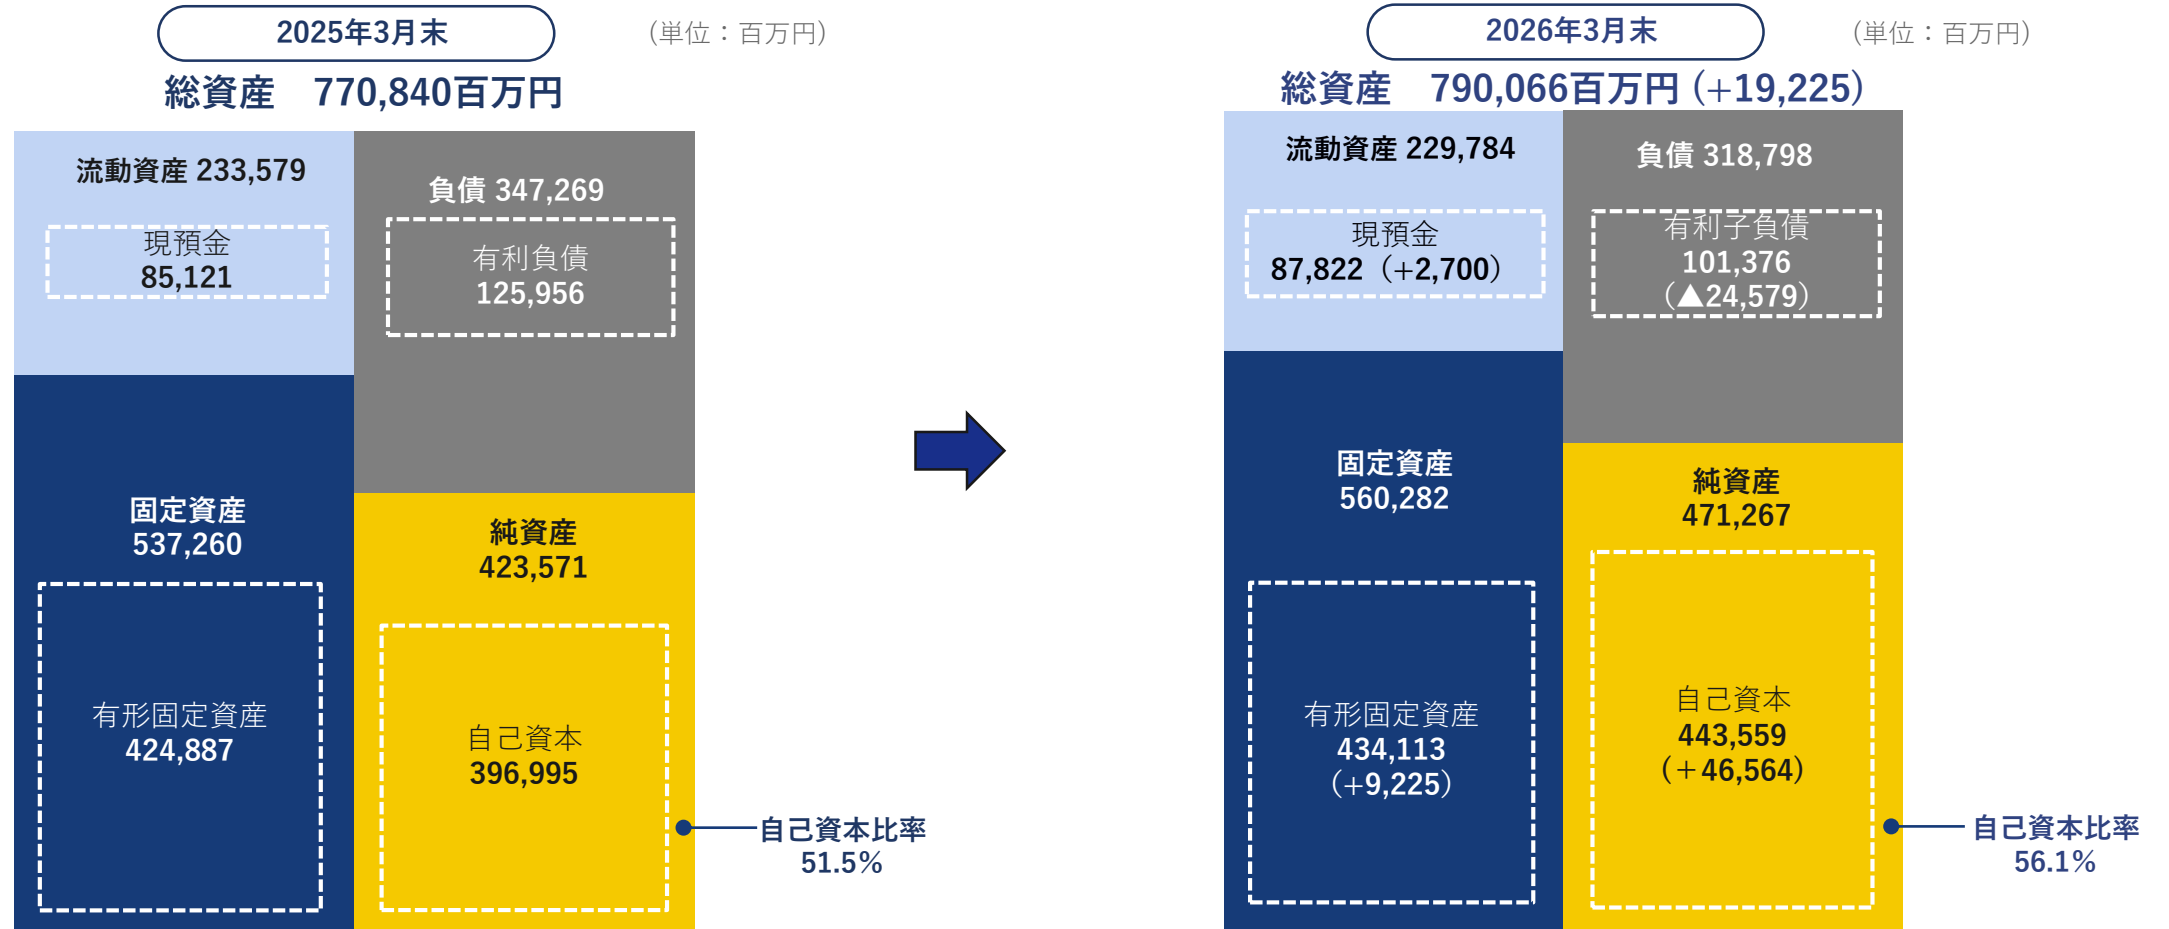 2025年3月末
(単位：百万円)
総資産　770,840百万円
流動資産 233,579
現預金
85,121
負債 347,269
有利負債
125,956
固定資産
537,260
有形固定資産
424,887
純資産
423,571
自己資本
396,995
自己資本比率
51.5%
2026年3月末
(単位：百万円)
総資産　790,066百万円 (+19,225)
流動資産 229,784
現預金
87,822（+2,700）
負債 318,798
有利子負債
101,376
（▲24,579）
固定資産
560,282
有形固定資産
434,113
（+9,225）
純資産
471,267
自己資本
443,559
(＋46,564)
自己資本比率
56.1%